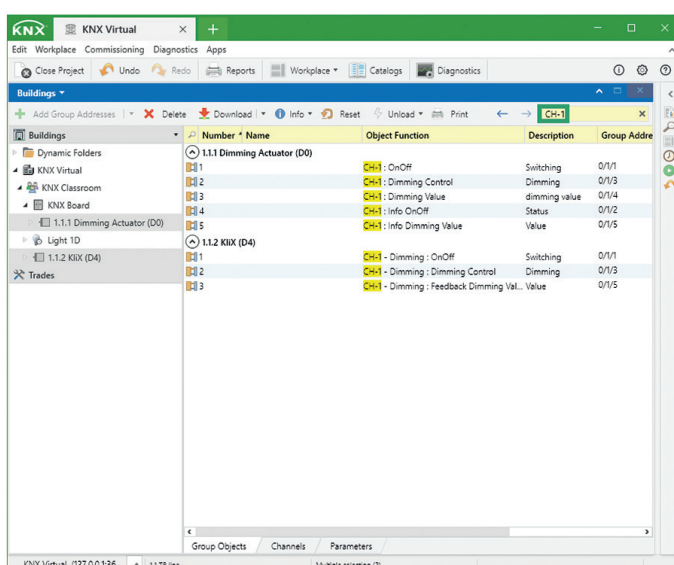 KNX KNX Virtual × +
Edit Workplace Commissioning Diagnostics Apps
Close Project Undo Redo Reports Workplace Catalogs Diagnostics
Buildings
Add Group Addresses Delete Download Info Reset Unload Print CH-1
Buildings Number Name Object Function Description Group Addre
Dynamic Folders
KNX Virtual
KNX Classroom
KNX Board
1.1.1 Dimming Actuator (D0)
Light 1D
1.1.2 KliX (D4)
Trades
1.1.1 Dimming Actuator (D0)
1 CH-1 : OnOff Switching 0/1/1
2 CH-1 : Dimming Control Dimming 0/1/3
3 CH-1 : Dimming Value dimming value 0/1/4
4 CH-1 : Info OnOff Status 0/1/2
5 CH-1 : Info Dimming Value Value 0/1/5
1.1.2 KliX (D4)
1 CH-1 - Dimming : OnOff Switching 0/1/1
2 CH-1 - Dimming : Dimming Control Dimming 0/1/3
3 CH-1 - Dimming : Feedback Dimming Val... Value 0/1/5
Group Objects Channels Parameters